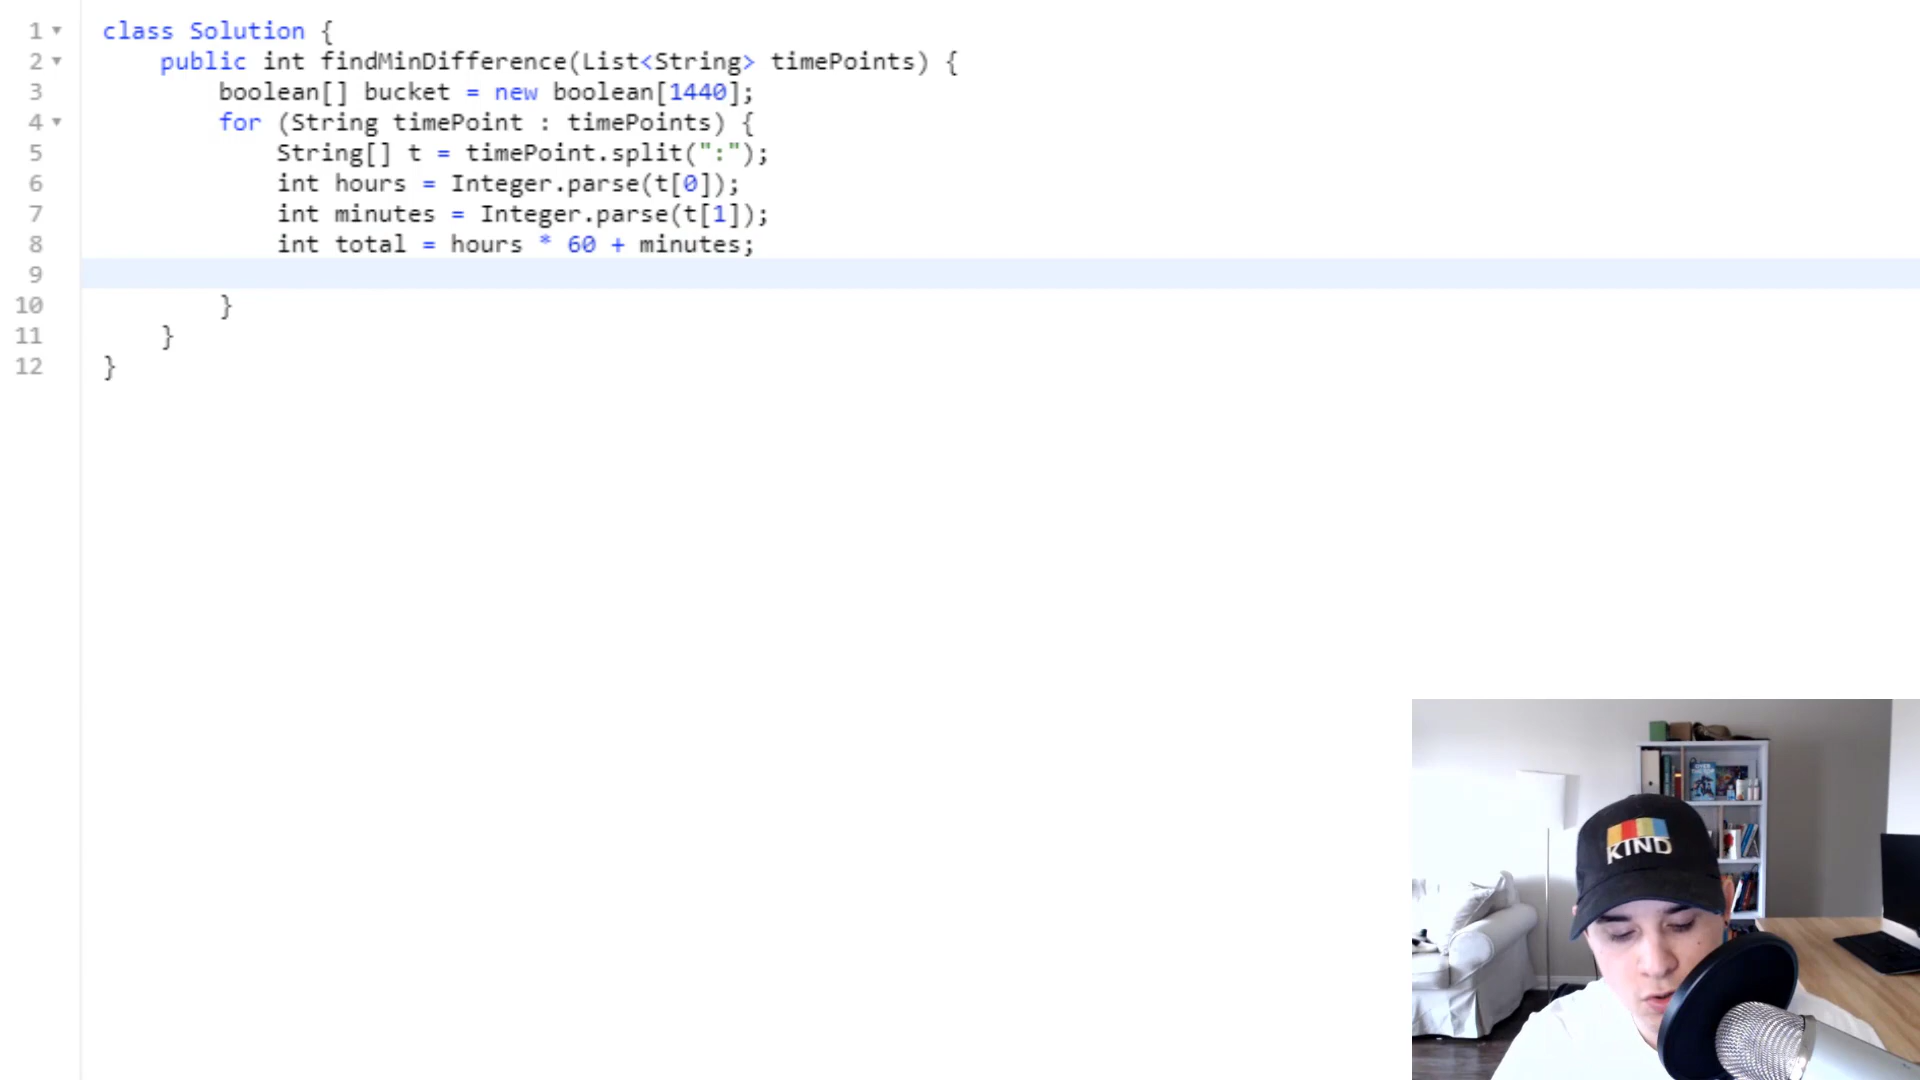 1 class Solution {
2 public int findMinDifference(List<String> timePoints) {
3 boolean[] bucket = new boolean[1440];
4 for (String timePoint : timePoints) {
5 String[] t = timePoint.split(":");
6 int hours = Integer.parse(t[0]);
7 int minutes = Integer.parse(t[1]);
8 int total = hours * 60 + minutes;
9
10 }
11 }
12 }
KIND